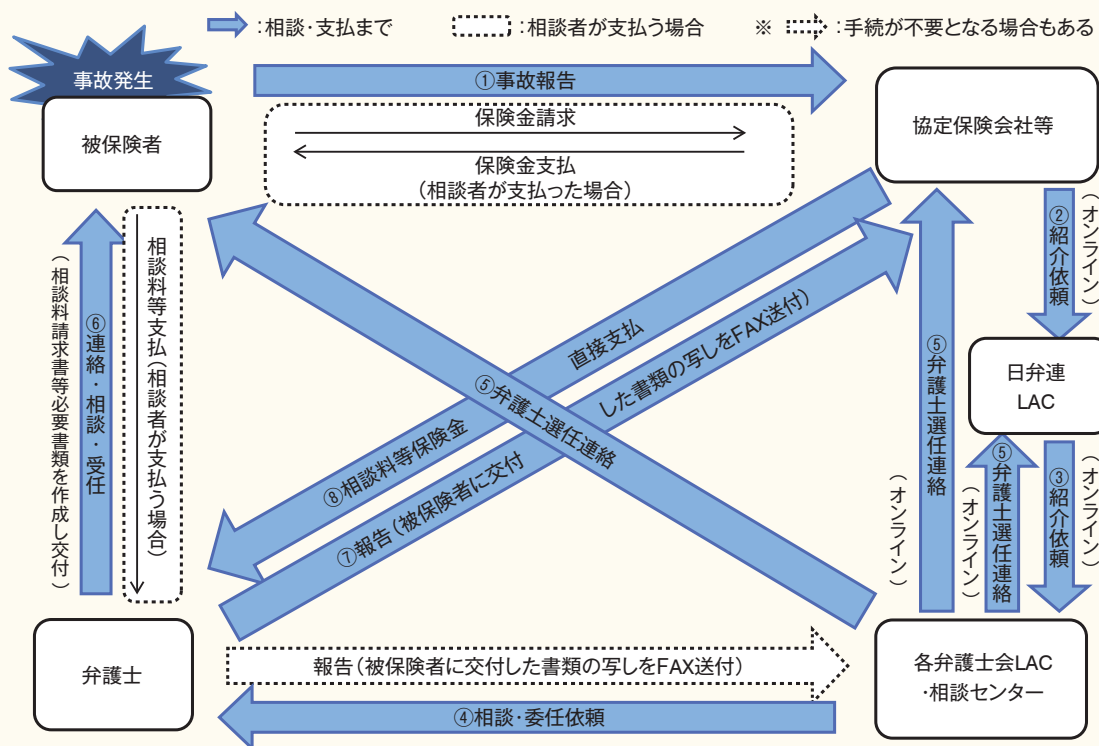 :相談・支払まで
:相談者が支払う場合
※
:手続が不要となる場合もある
事故発生
被保険者
①事故報告
保険金請求
保険金支払
(相談者が支払った場合)
協定保険会社等
②紹介依頼
(オンライン)
日弁連
LAC
③紹介依頼
(オンライン)
⑤弁護士選任連絡
(オンライン)
⑤弁護士選任連絡
(オンライン)
⑤弁護士選任連絡
⑥連絡・相談・受任
(相談料請求書等必要書類を作成し交付)
相談料等支払(相談者が支払う場合)
⑧相談料等保険金
直接支払
⑦報告(被保険者に交付
した書類の写しをFAX送付)
弁護士
報告(被保険者に交付した書類の写しをFAX送付)
④相談・委任依頼
各弁護士会LAC
・相談センター